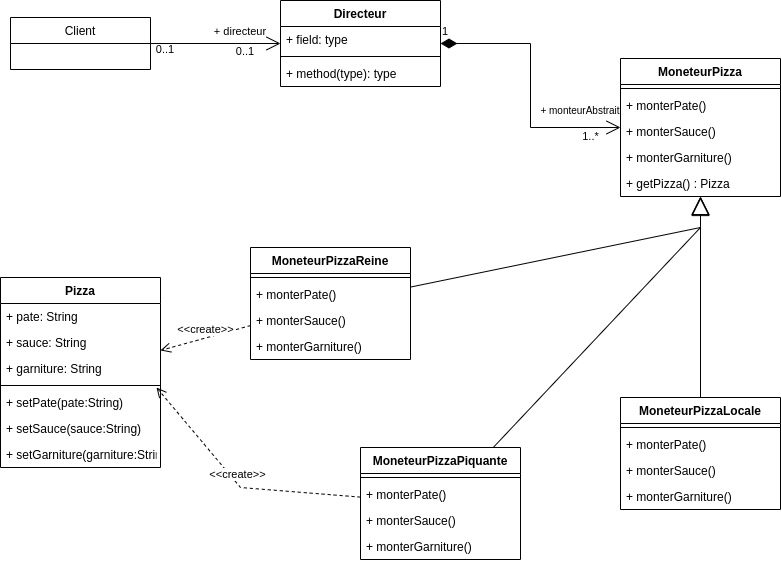 Client
+ directeur
0..1
0..1
Directeur
+ field: type
+ method(type): type
1
+ monteurAbstrait
1..*
MoneteurPizza
+ monterPate()
+ monterSauce()
+ monterGarniture()
+ getPizza() : Pizza
MoneteurPizzaReine
+ monterPate()
+ monterSauce()
+ monterGarniture()
<<create>>
Pizza
+ pate: String
+ sauce: String
+ garniture: String
+ setPate(pate:String)
+ setSauce(sauce:String)
+ setGarniture(garniture:Strin
<<create>>
MoneteurPizzaPiquante
+ monterPate()
+ monterSauce()
+ monterGarniture()
MoneteurPizzaLocale
+ monterPate()
+ monterSauce()
+ monterGarniture()